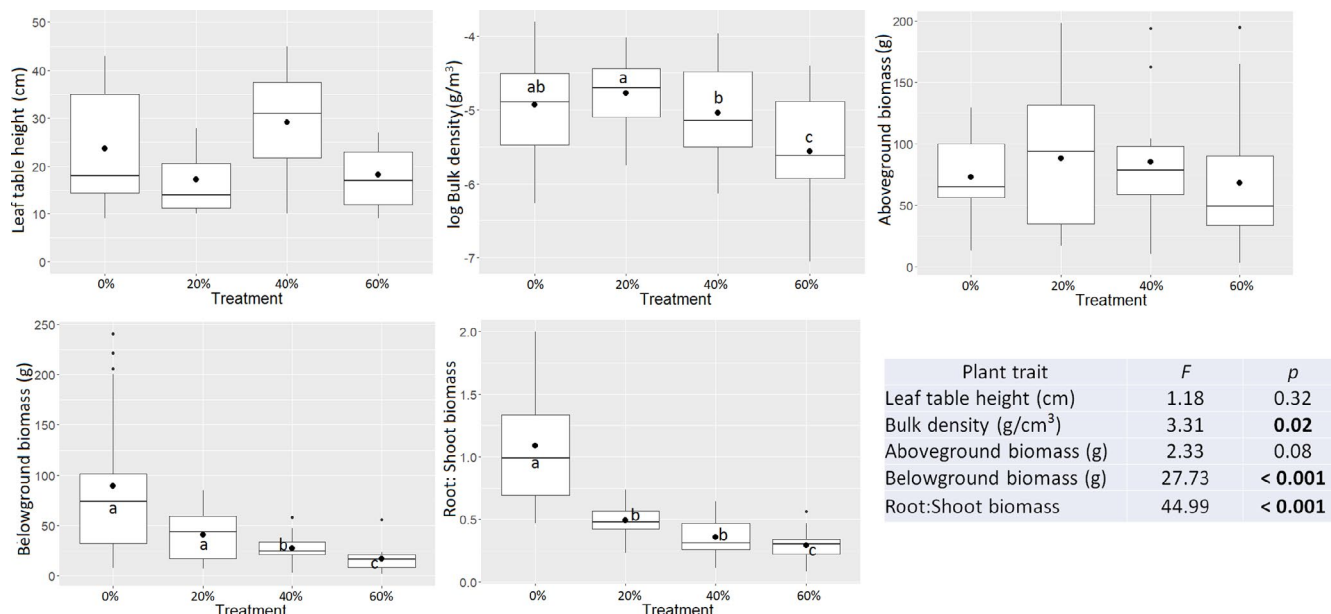 Leaf table height (cm)
50
40
30
20
10
0
0%
20%
40%
60%
Treatment
log Bulk density(g/m³)
-4
-5
-6
-7
ab
a
b
c
0%
20%
40%
60%
Treatment
Aboveground biomass (g)
200
150
100
50
0
0%
20%
40%
60%
Treatment
Belowground biomass (g)
250
200
150
100
50
0
a
a
b
c
0%
20%
40%
60%
Treatment
Root: Shoot biomass
2.0
1.5
1.0
0.5
0.0
a
b
b
c
0%
20%
40%
60%
Treatment
Plant trait F p
Leaf table height (cm) 1.18 0.32
Bulk density (g/cm³) 3.31 0.02
Aboveground biomass (g) 2.33 0.08
Belowground biomass (g) 27.73 < 0.001
Root:Shoot biomass 44.99 < 0.001